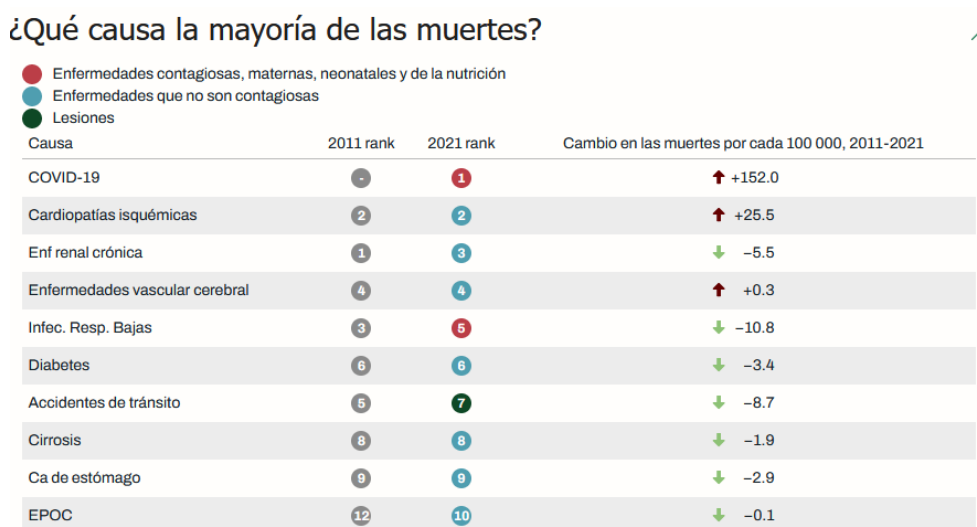 ¿Qué causa la mayoría de las muertes?
Enfermedades contagiosas, maternas, neonatales y de la nutrición
Enfermedades que no son contagiosas
Lesiones
Causa 2011 rank 2021 rank Cambio en las muertes por cada 100 000, 2011-2021
COVID-19 - 1 +152.0
Cardiopatías isquémicas 2 2 +25.5
Enf renal crónica 1 3 −5.5
Enfermedades vascular cerebral 4 4 +0.3
Infec. Resp. Bajas 3 5 −10.8
Diabetes 6 6 −3.4
Accidentes de tránsito 5 7 −8.7
Cirrosis 8 8 −1.9
Ca de estómago 9 9 −2.9
EPOC 12 10 −0.1